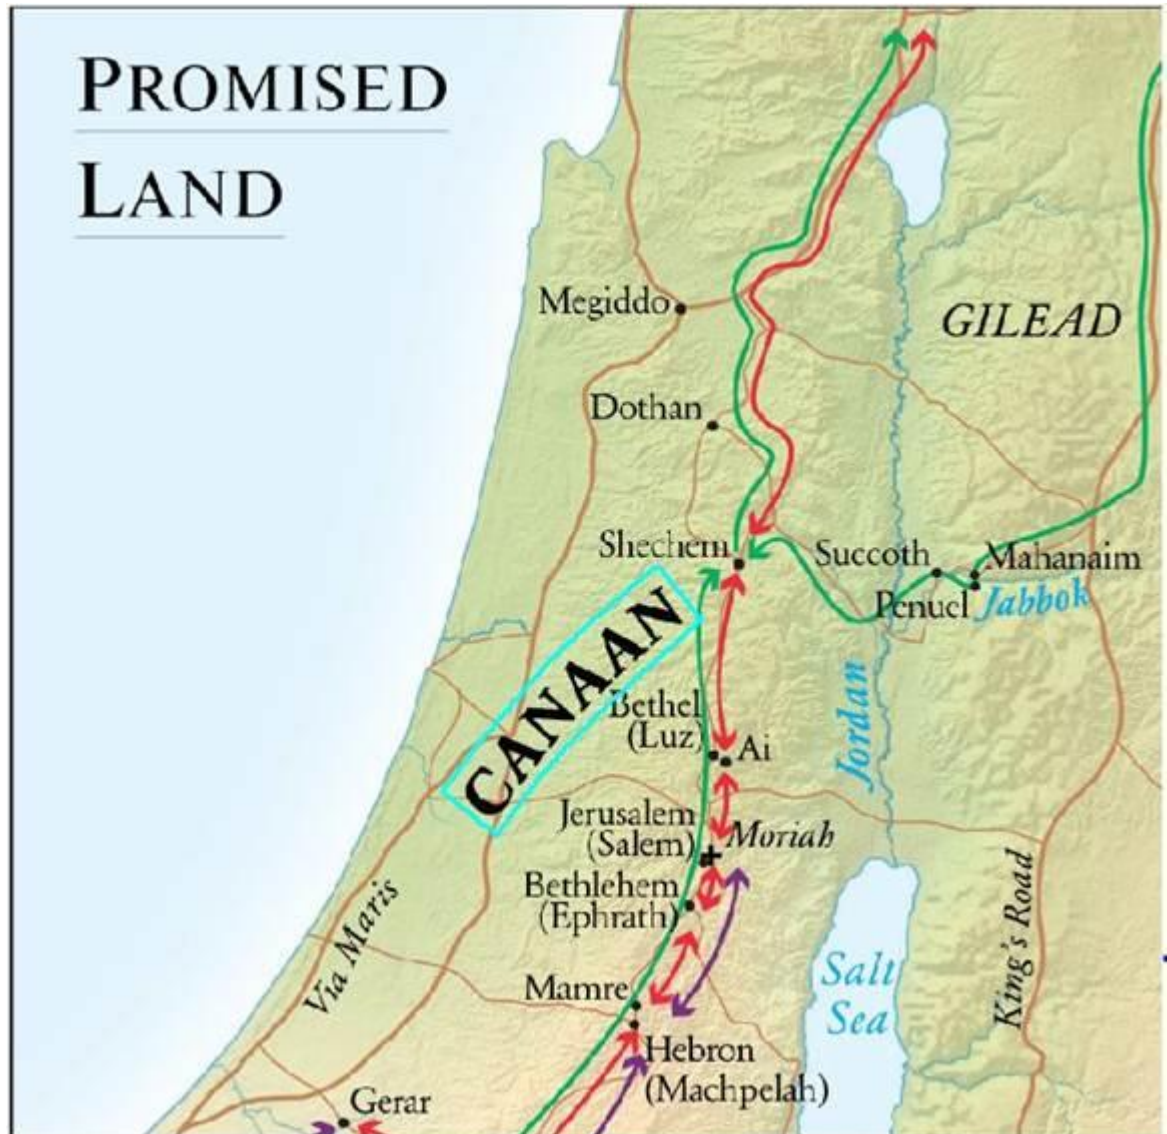 PROMISED
LAND
Megiddo
GILEAD
Dothan
Shechem
Succoth
Mahanaim
Penuel
Jabbok
CANAAN
Bethel
(Luz)
Ai
Jordan
Jerusalem
(Salem)
Moriah
Bethlehem
(Ephrath)
Via Maris
King's Road
Salt
Sea
Mamre
Hebron
(Machpelah)
Gerar